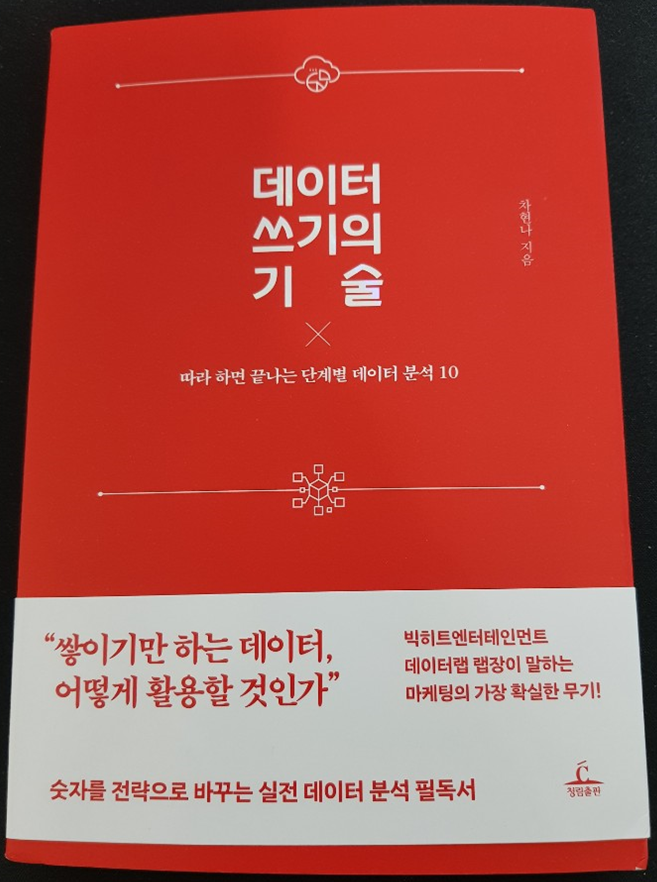 데이터
쓰기의
기 술
차현나 지음
따라 하면 끝나는 단계별 데이터 분석 10
“쌓이기만 하는 데이터,
어떻게 활용할 것인가”
빅히트엔터테인먼트
데이터랩 랩장이 말하는
마케팅의 가장 확실한 무기!
숫자를 전략으로 바꾸는 실전 데이터 분석 필독서
Ć
청림출판